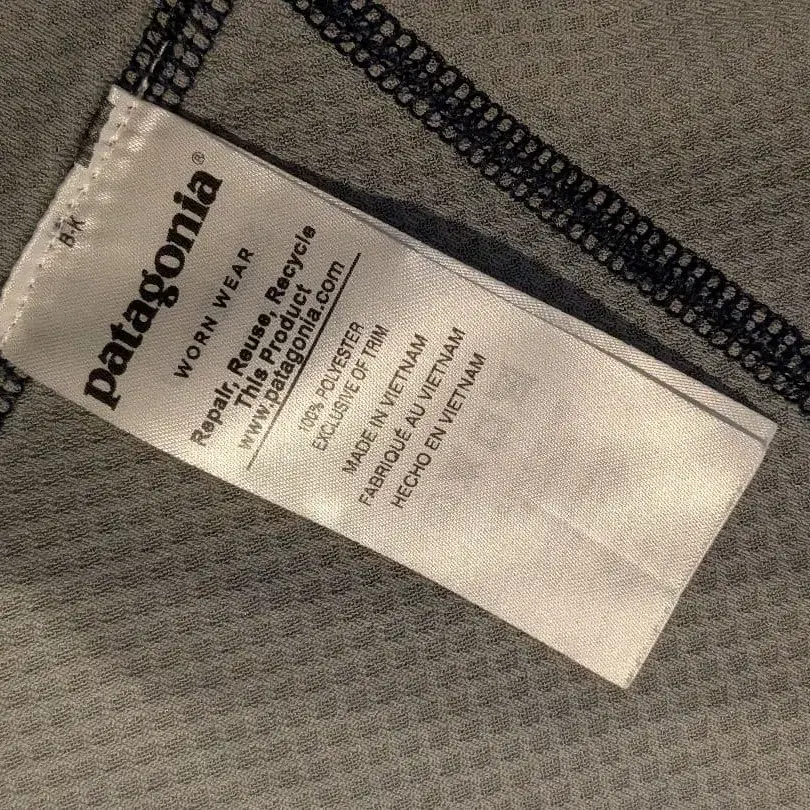 B-K
patagonia®
WORN WEAR
Repair, Reuse, Recycle
This Product
www.patagonia.com
100% POLYESTER
EXCLUSIVE OF TRIM
MADE IN VIETNAM
FABRIQUÉ AU VIETNAM
HECHO EN VIETNAM